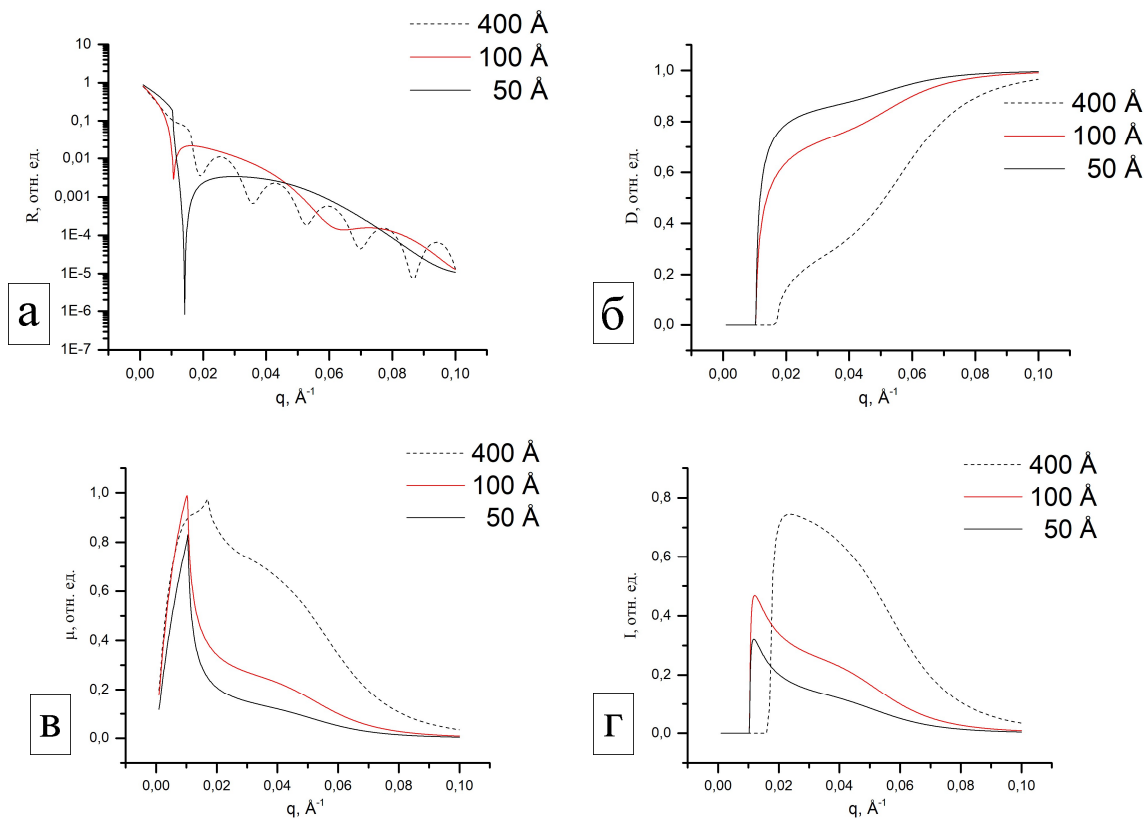 400 Å
100 Å
50 Å
10
1
0,1
0,01
0,001
1E-4
1E-5
1E-6
1E-7
R, отн. ед.
0,00 0,02 0,04 0,06 0,08 0,10
q, Å⁻¹
а
400 Å
100 Å
50 Å
1,0
0,8
0,6
0,4
0,2
0,0
D, отн. ед.
0,00 0,02 0,04 0,06 0,08 0,10
q, Å⁻¹
б
400 Å
100 Å
50 Å
1,0
0,8
0,6
0,4
0,2
0,0
μ, отн. ед.
0,00 0,02 0,04 0,06 0,08 0,10
q, Å⁻¹
в
400 Å
100 Å
50 Å
0,8
0,6
0,4
0,2
0,0
I, отн. ед.
0,00 0,02 0,04 0,06 0,08 0,10
q, Å⁻¹
г